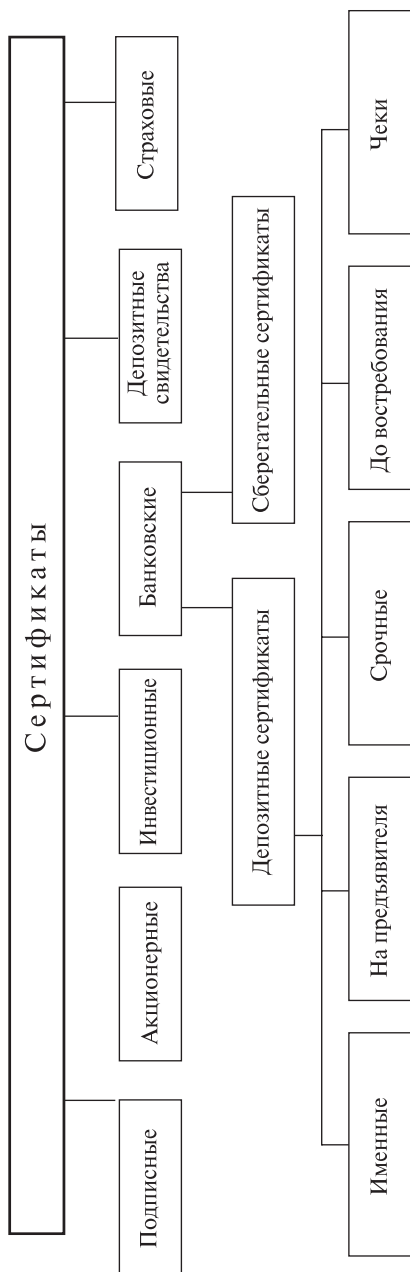 Сертификаты
Подписные
Акционерные
Инвестиционные
Банковские
Депозитные
свидетельства
Страховые
Депозитные сертификаты
Сберегательные сертификаты
Именные
На предъявителя
Срочные
До востребования
Чеки